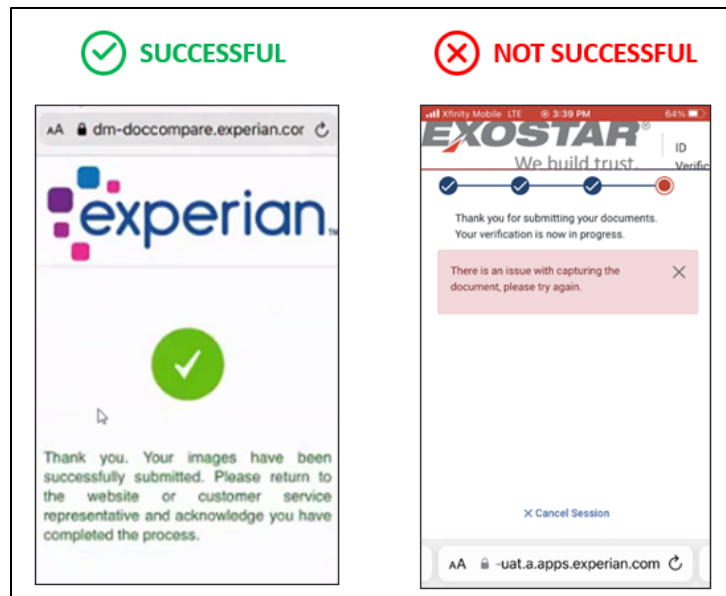 SUCCESSFUL
AA dm-doccompare.experian.cor
experian™
Thank you. Your images have been
successfully submitted. Please return to
the website or customer service
representative and acknowledge you have
completed the process.
NOT SUCCESSFUL
Xfinity Mobile LTE 3:39 PM 64%
EXOSTAR®
We build trust.
ID
Verific
Thank you for submitting your documents.
Your verification is now in progress.
There is an issue with capturing the
document, please try again.
× Cancel Session
AA -uat.a.apps.experian.com